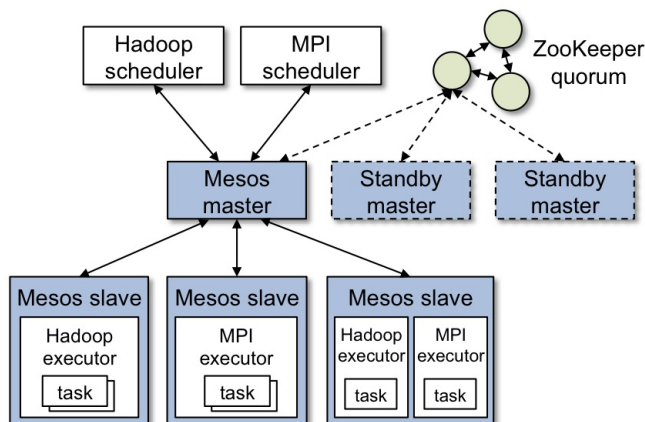 Hadoop
scheduler
MPI
scheduler
ZooKeeper
quorum
Mesos
master
Standby
master
Standby
master
Mesos slave
Hadoop
executor
task
Mesos slave
MPI
executor
task
Mesos slave
Hadoop
executor
task
MPI
executor
task